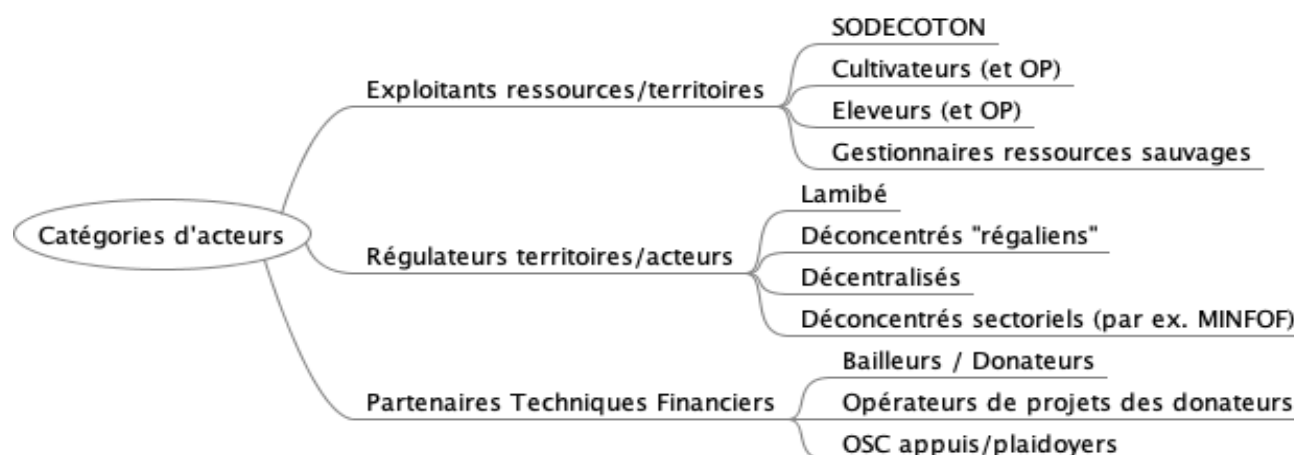 Catégories d'acteurs
Exploitants ressources/territoires
SODECOTON
Cultivateurs (et OP)
Eleveurs (et OP)
Gestionnaires ressources sauvages
Régulateurs territoires/acteurs
Lamibé
Déconcentrés "régaliens"
Décentralisés
Déconcentrés sectoriels (par ex. MINFOF)
Partenaires Techniques Financiers
Bailleurs / Donateurs
Opérateurs de projets des donateurs
OSC appuis/plaidoyers